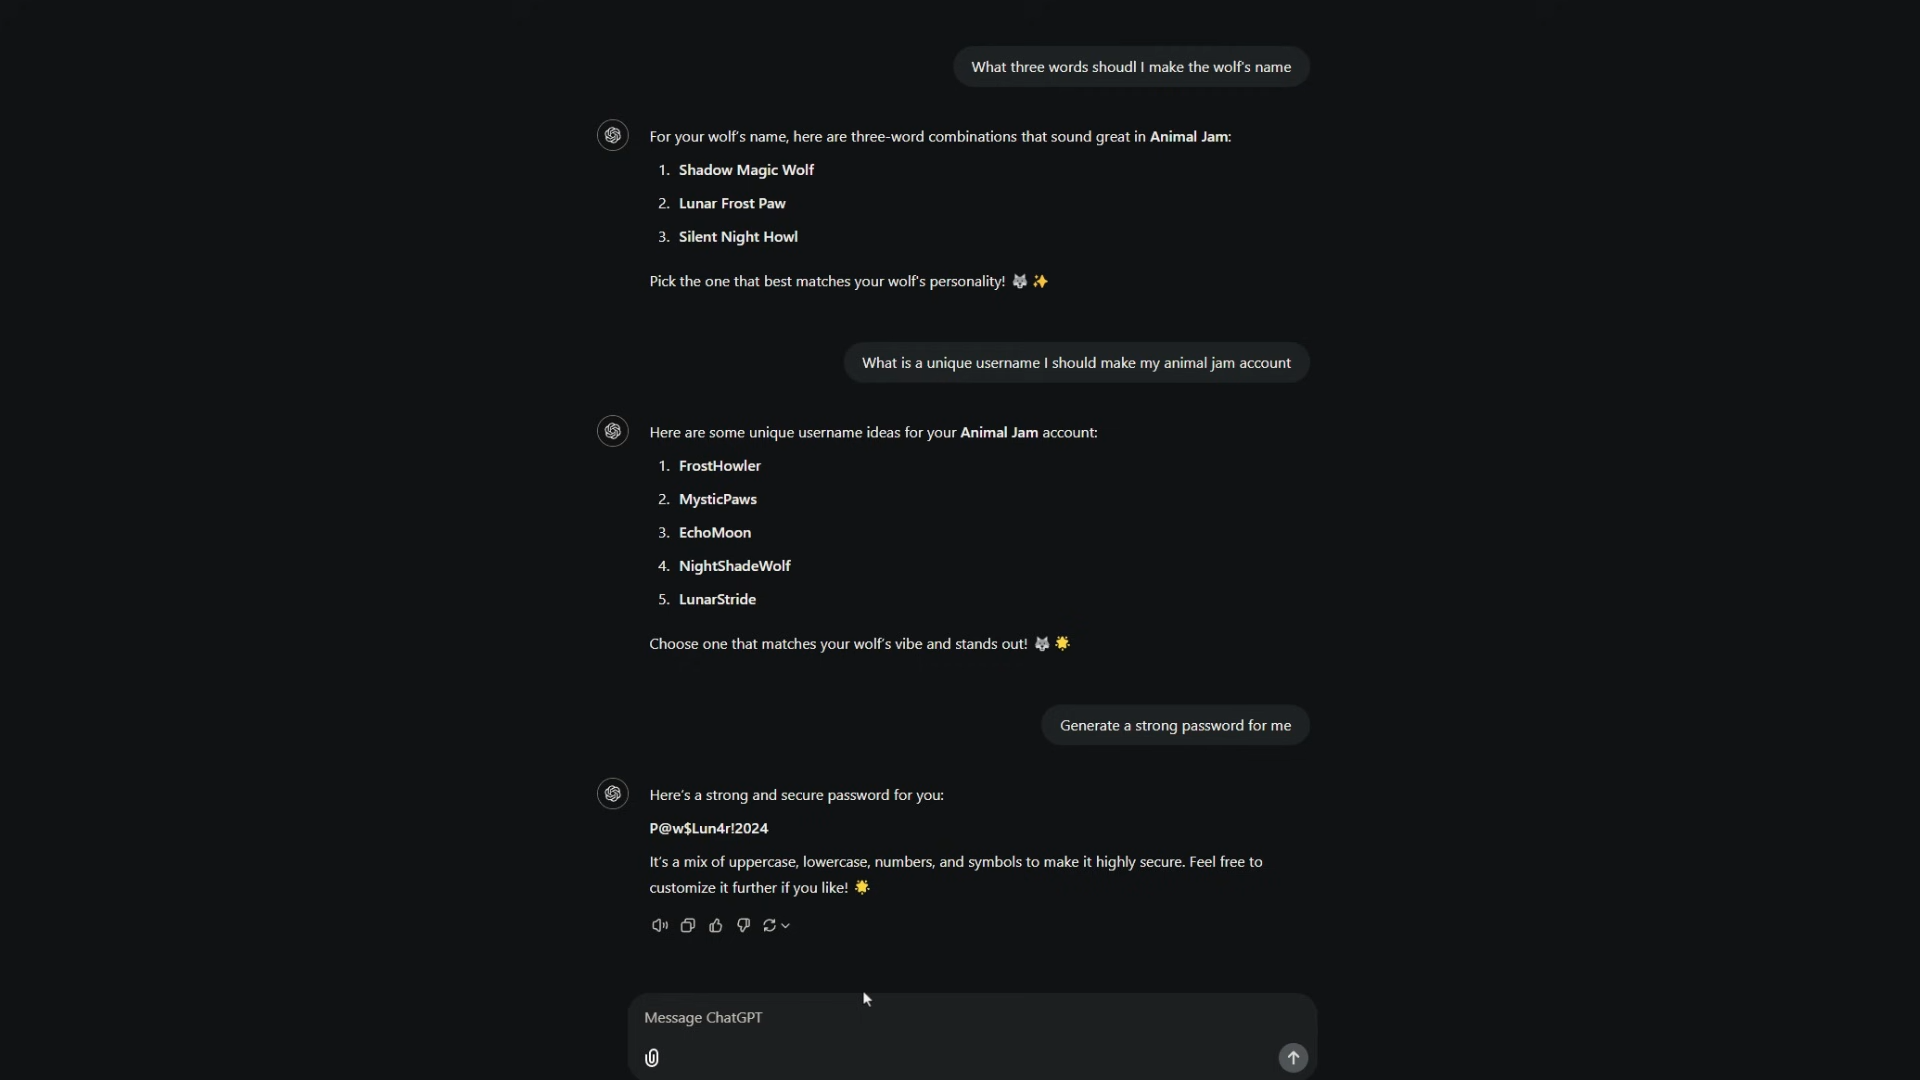 What three words shoudl I make the wolf's name
For your wolf's name, here are three-word combinations that sound great in Animal Jam:
1. Shadow Magic Wolf
2. Lunar Frost Paw
3. Silent Night Howl
Pick the one that best matches your wolf's personality! 🐺✨
What is a unique username I should make my animal jam account
Here are some unique username ideas for your Animal Jam account:
1. FrostHowler
2. MysticPaws
3. EchoMoon
4. NightShadeWolf
5. LunarStride
Choose one that matches your wolf's vibe and stands out! 🐺🌟
Generate a strong password for me
Here's a strong and secure password for you:
P@w$Lun4r!2024
It's a mix of uppercase, lowercase, numbers, and symbols to make it highly secure. Feel free to
customize it further if you like! 🌟
Message ChatGPT